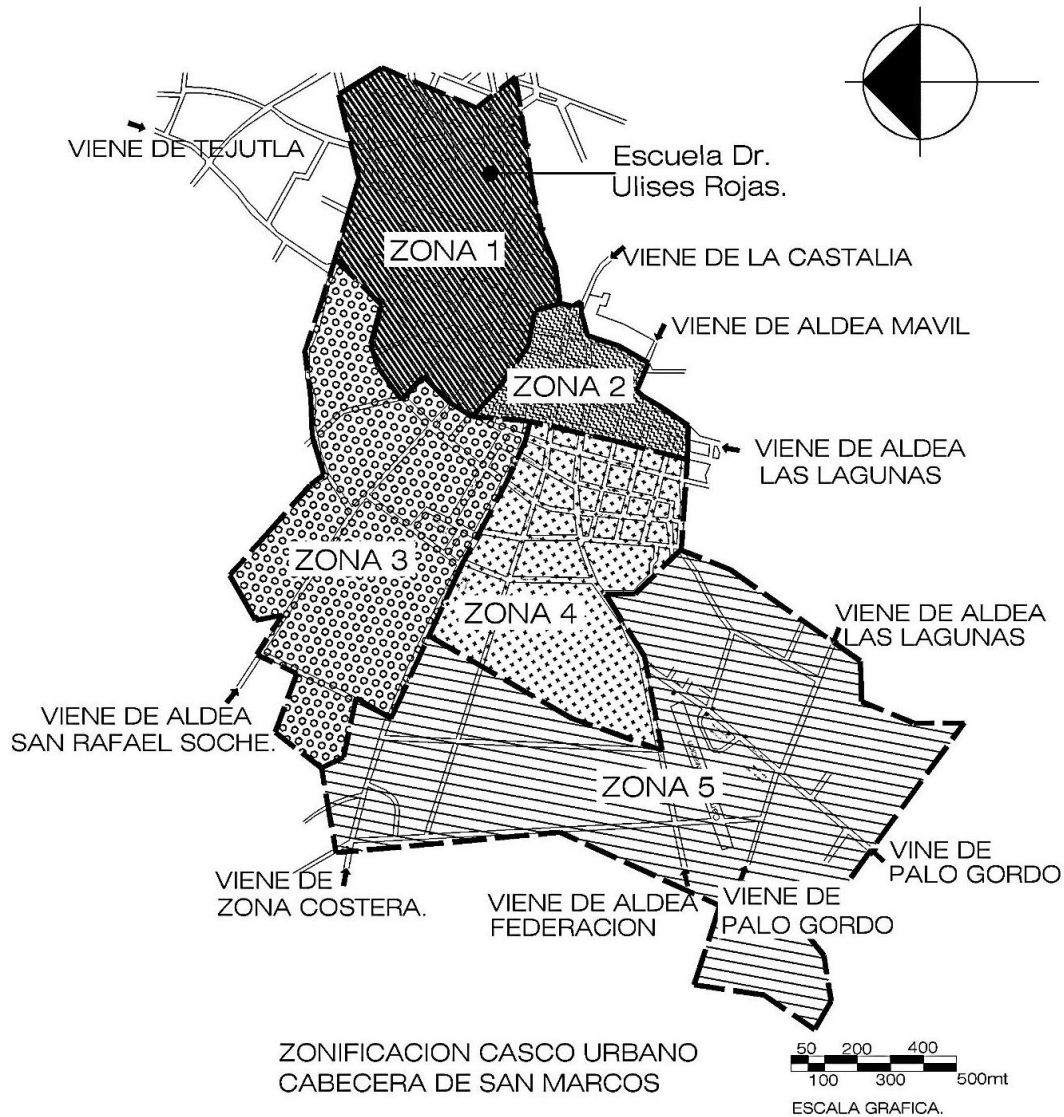 VIENE DE TEJUTLA
Escuela Dr.
Ulises Rojas.
ZONA 1
VIENE DE LA CASTALIA
VIENE DE ALDEA MAVIL
ZONA 2
VIENE DE ALDEA
LAS LAGUNAS
ZONA 3
ZONA 4
VIENE DE ALDEA
LAS LAGUNAS
VIENE DE ALDEA
SAN RAFAEL SOCHE.
ZONA 5
VIENE DE
ZONA COSTERA.
VIENE DE ALDEA
FEDERACION
VIENE DE
PALO GORDO
VINE DE
PALO GORDO
ZONIFICACION CASCO URBANO
CABECERA DE SAN MARCOS
50 200 400
100 300 500mt
ESCALA GRAFICA.